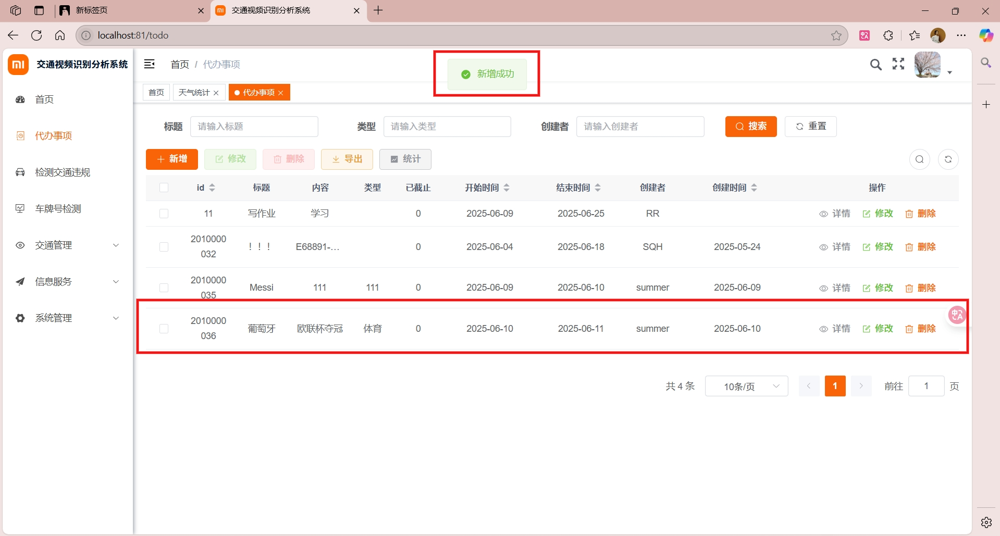 新标签页
交通视频识别分析系统
localhost:81/todo
交通视频识别分析系统
首页 / 代办事项
新增成功
首页
天气统计
代办事项
首页
代办事项
检测交通违规
车牌号检测
交通管理
信息服务
系统管理
标题 请输入标题 类型 请输入类型 创建者 请输入创建者 搜索 重置
新增 修改 删除 导出 统计
id 标题 内容 类型 已截止 开始时间 结束时间 创建者 创建时间 操作
11 写作业 学习 0 2025-06-09 2025-06-25 RR 详情 修改 删除
2010000
032 ！！！ E68891-... 0 2025-06-04 2025-06-18 SQH 2025-05-24 详情 修改 删除
2010000
035 Messi 111 111 0 2025-06-09 2025-06-10 summer 2025-06-09 详情 修改 删除
2010000
036 葡萄牙 欧联杯夺冠 体育 0 2025-06-10 2025-06-11 summer 2025-06-10 详情 修改 删除
共 4 条 10条/页 1 前往 1 页